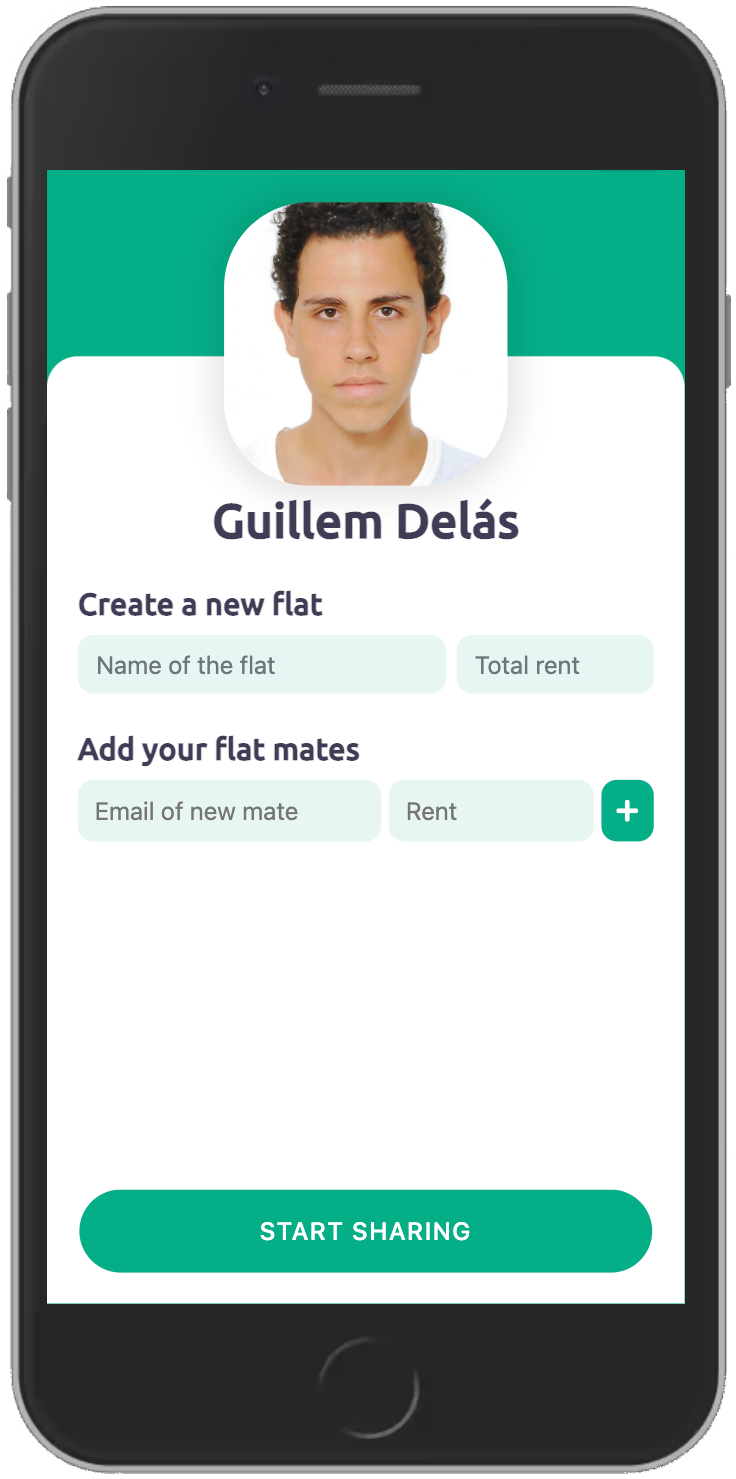 Guillem Delás
Create a new flat
Name of the flat
Total rent
Add your flat mates
Email of new mate
Rent
+
START SHARING